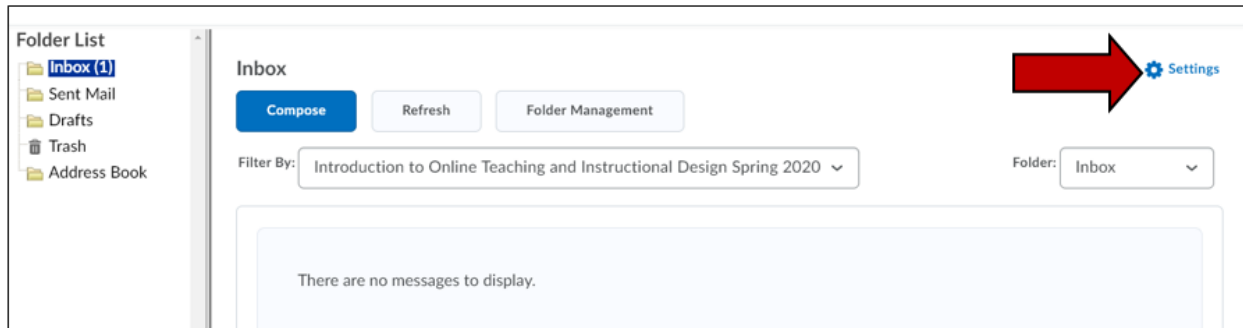 Folder List
Inbox (1)
Sent Mail
Drafts
Trash
Address Book
Inbox
Settings
Compose Refresh Folder Management
Filter By: Introduction to Online Teaching and Instructional Design Spring 2020 Folder: Inbox
There are no messages to display.